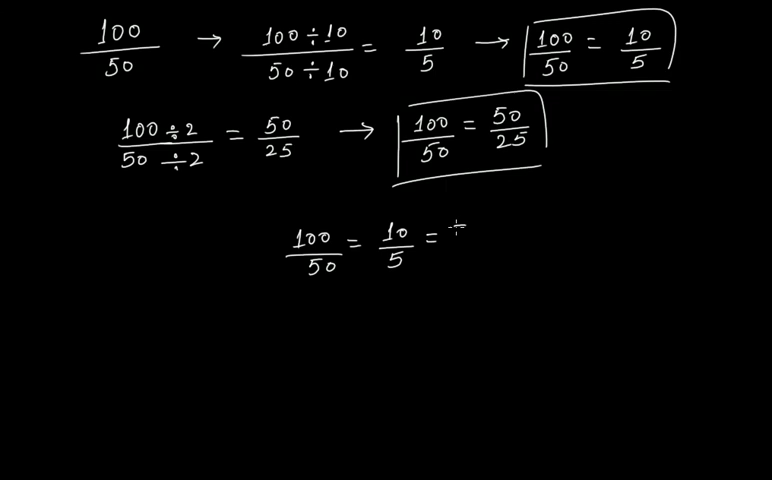 100/50 → 100 ÷ 10/50 ÷ 10 = 10/5 → 100/50 = 10/5
100 ÷ 2/50 ÷ 2 = 50/25 → 100/50 = 50/25
100/50 = 10/5 =